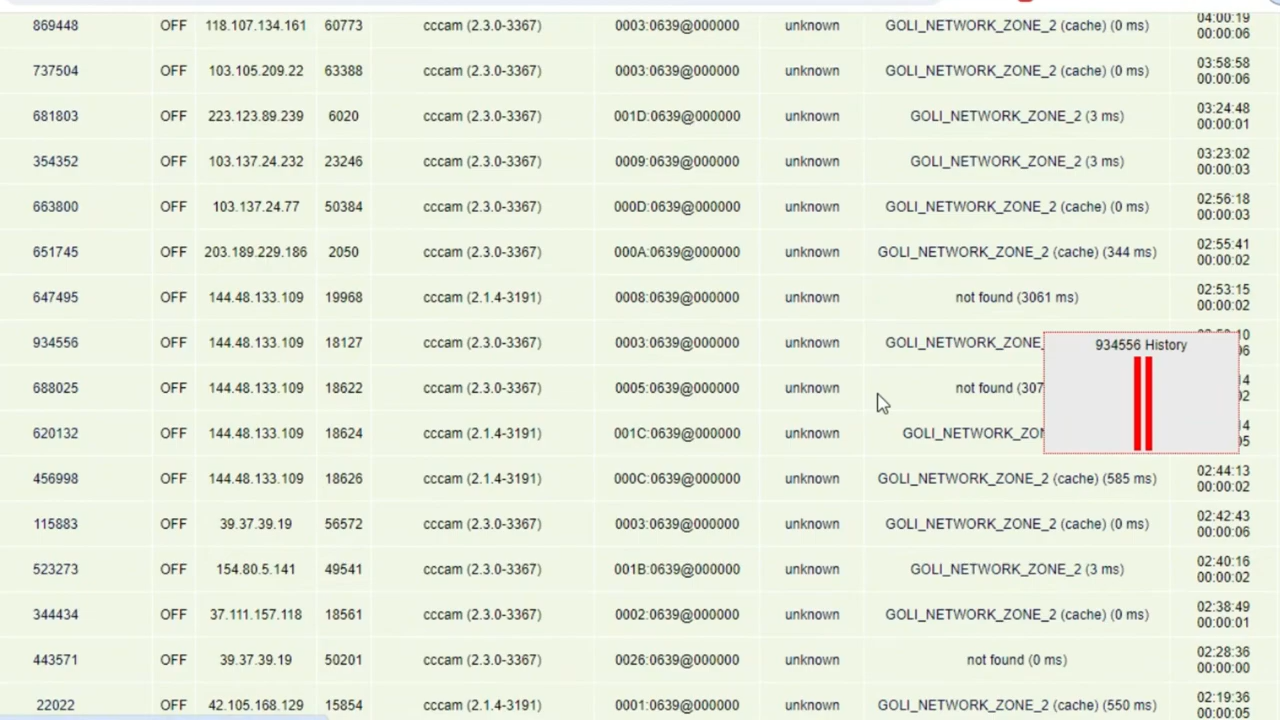 869448 OFF 118.107.134.161 60773 cccam (2.3.0-3367) 0003:0639@000000 unknown GOLI_NETWORK_ZONE_2 (cache) (0 ms) 04:00:19
00:00:06
737504 OFF 103.105.209.22 63388 cccam (2.3.0-3367) 0003:0639@000000 unknown GOLI_NETWORK_ZONE_2 (cache) (0 ms) 03:58:58
00:00:06
681803 OFF 223.123.89.239 6020 cccam (2.3.0-3367) 001D:0639@000000 unknown GOLI_NETWORK_ZONE_2 (3 ms) 03:24:48
00:00:01
354352 OFF 103.137.24.232 23246 cccam (2.3.0-3367) 0009:0639@000000 unknown GOLI_NETWORK_ZONE_2 (3 ms) 03:23:02
00:00:03
663800 OFF 103.137.24.77 50384 cccam (2.3.0-3367) 000D:0639@000000 unknown GOLI_NETWORK_ZONE_2 (cache) (0 ms) 02:56:18
00:00:03
651745 OFF 203.189.229.186 2050 cccam (2.3.0-3367) 000A:0639@000000 unknown GOLI_NETWORK_ZONE_2 (cache) (344 ms) 02:55:41
00:00:02
647495 OFF 144.48.133.109 19968 cccam (2.1.4-3191) 0008:0639@000000 unknown not found (3061 ms) 02:53:15
00:00:02
934556 OFF 144.48.133.109 18127 cccam (2.3.0-3367) 0003:0639@000000 unknown GOLI_NETWORK_ZONE_
934556 History
688025 OFF 144.48.133.109 18622 cccam (2.3.0-3367) 0005:0639@000000 unknown not found (307
620132 OFF 144.48.133.109 18624 cccam (2.1.4-3191) 001C:0639@000000 unknown GOLI_NETWORK_ZON
456998 OFF 144.48.133.109 18626 cccam (2.1.4-3191) 000C:0639@000000 unknown GOLI_NETWORK_ZONE_2 (cache) (585 ms) 02:44:13
00:00:02
115883 OFF 39.37.39.19 56572 cccam (2.3.0-3367) 0003:0639@000000 unknown GOLI_NETWORK_ZONE_2 (cache) (0 ms) 02:42:43
00:00:06
523273 OFF 154.80.5.141 49541 cccam (2.3.0-3367) 001B:0639@000000 unknown GOLI_NETWORK_ZONE_2 (3 ms) 02:40:16
00:00:02
344434 OFF 37.111.157.118 18561 cccam (2.3.0-3367) 0002:0639@000000 unknown GOLI_NETWORK_ZONE_2 (cache) (0 ms) 02:38:49
00:00:01
443571 OFF 39.37.39.19 50201 cccam (2.3.0-3367) 0026:0639@000000 unknown not found (0 ms) 02:28:36
00:00:00
22022 OFF 42.105.168.129 15854 cccam (2.1.4-3191) 0001:0639@000000 unknown GOLI_NETWORK_ZONE_2 (cache) (550 ms) 02:19:36
00:00:05